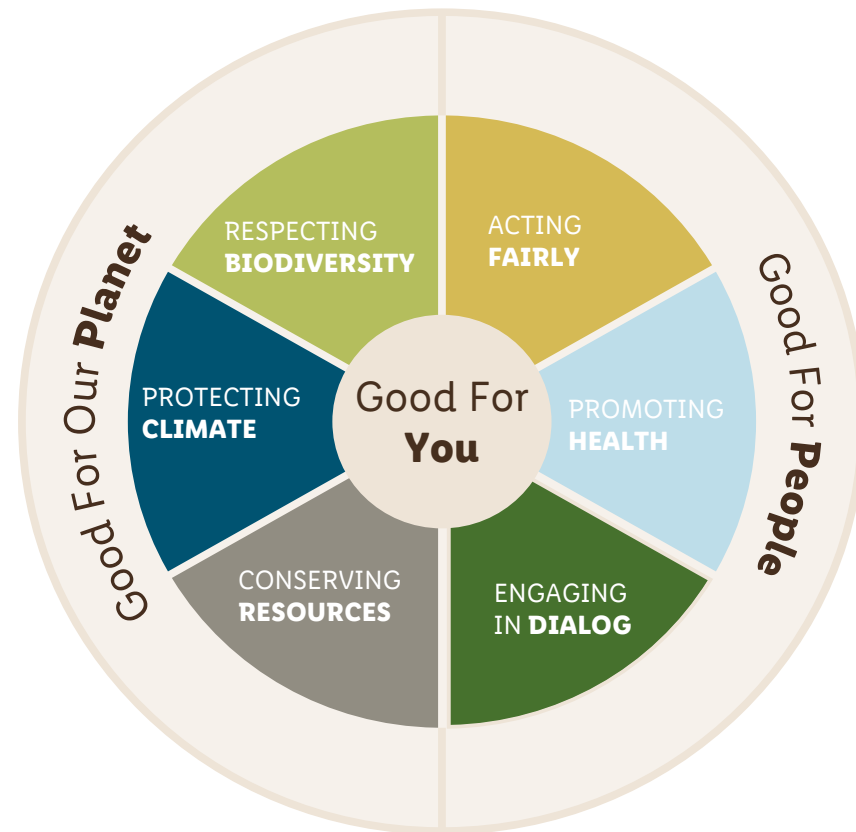 Good For Our Planet
RESPECTING
BIODIVERSITY
PROTECTING
CLIMATE
CONSERVING
RESOURCES
Good For
You
ACTING
FAIRLY
PROMOTING
HEALTH
ENGAGING
IN DIALOG
Good For People